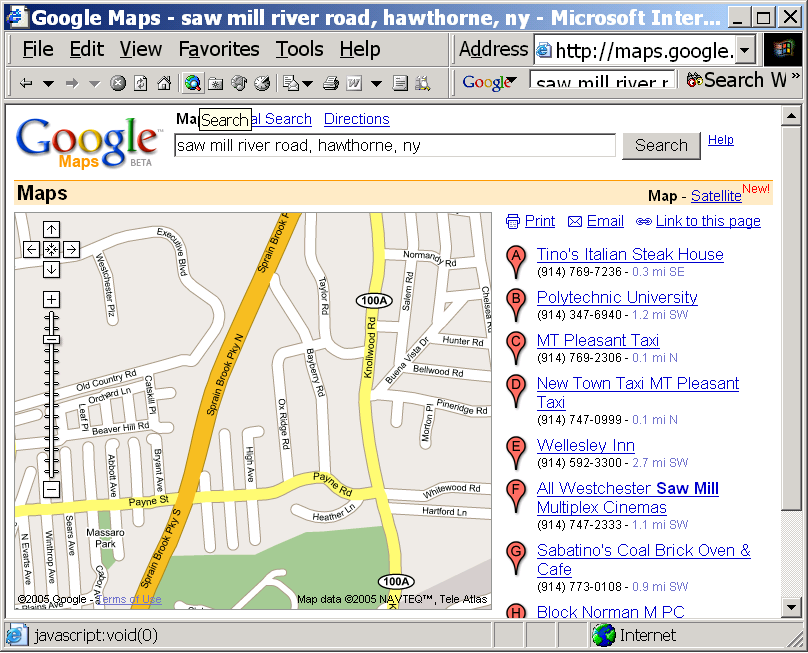 Google Maps - saw mill river road, hawthorne, ny - Microsoft Inter...
File Edit View Favorites Tools Help
Address http://maps.google.
Google saw mill river r Search W »
Search
al Search Directions
Google Maps BETA
saw mill river road, hawthorne, ny
Search
Help
Maps
Map - Satellite New!
Print Email Link to this page
A Tino's Italian Steak House
(914) 769-7236 - 0.3 mi SE
B Polytechnic University
(914) 347-6940 - 1.2 mi SW
C MT Pleasant Taxi
(914) 769-2306 - 0.1 mi N
D New Town Taxi MT Pleasant
Taxi
(914) 747-0999 - 0.1 mi N
E Wellesley Inn
(914) 592-3300 - 2.7 mi SW
F All Westchester Saw Mill
Multiplex Cinemas
(914) 747-2333 - 1.1 mi SW
G Sabatino's Coal Brick Oven &
Cafe
(914) 773-0108 - 0.9 mi SW
H Block Norman M PC
Executive Blvd
Westchester Plz
Sprain Brook P
Taylor Rd
Normandy Rd
Salem Rd
Chelsea Rd
100A
Knollwood Rd
Hunter Rd
Buena Vista Dr
Bellwood Rd
Sprain Brook Pky N
Bayberry Rd
Old Country Rd
Orchard Ln
Catskill Pl
Leaf Pl
Ox Ridge Rd
Pineridge Rd
Morton Pl
Beaver Hill Rd
Abbott Ave
Bryant Ave
High Ave
Payne Rd
Payne St
Whitewood Rd
Heather Ln
Hartford Ln
Sprain Brook Pky S
Sears Ave
Massaro
Park
N Evarts Ave
Winthrop Ave
Cabot Ave
100A
©2005 Google - Terms of Use
Map data ©2005 NAVTEQ™, Tele Atlas
javascript:void(0)
Internet